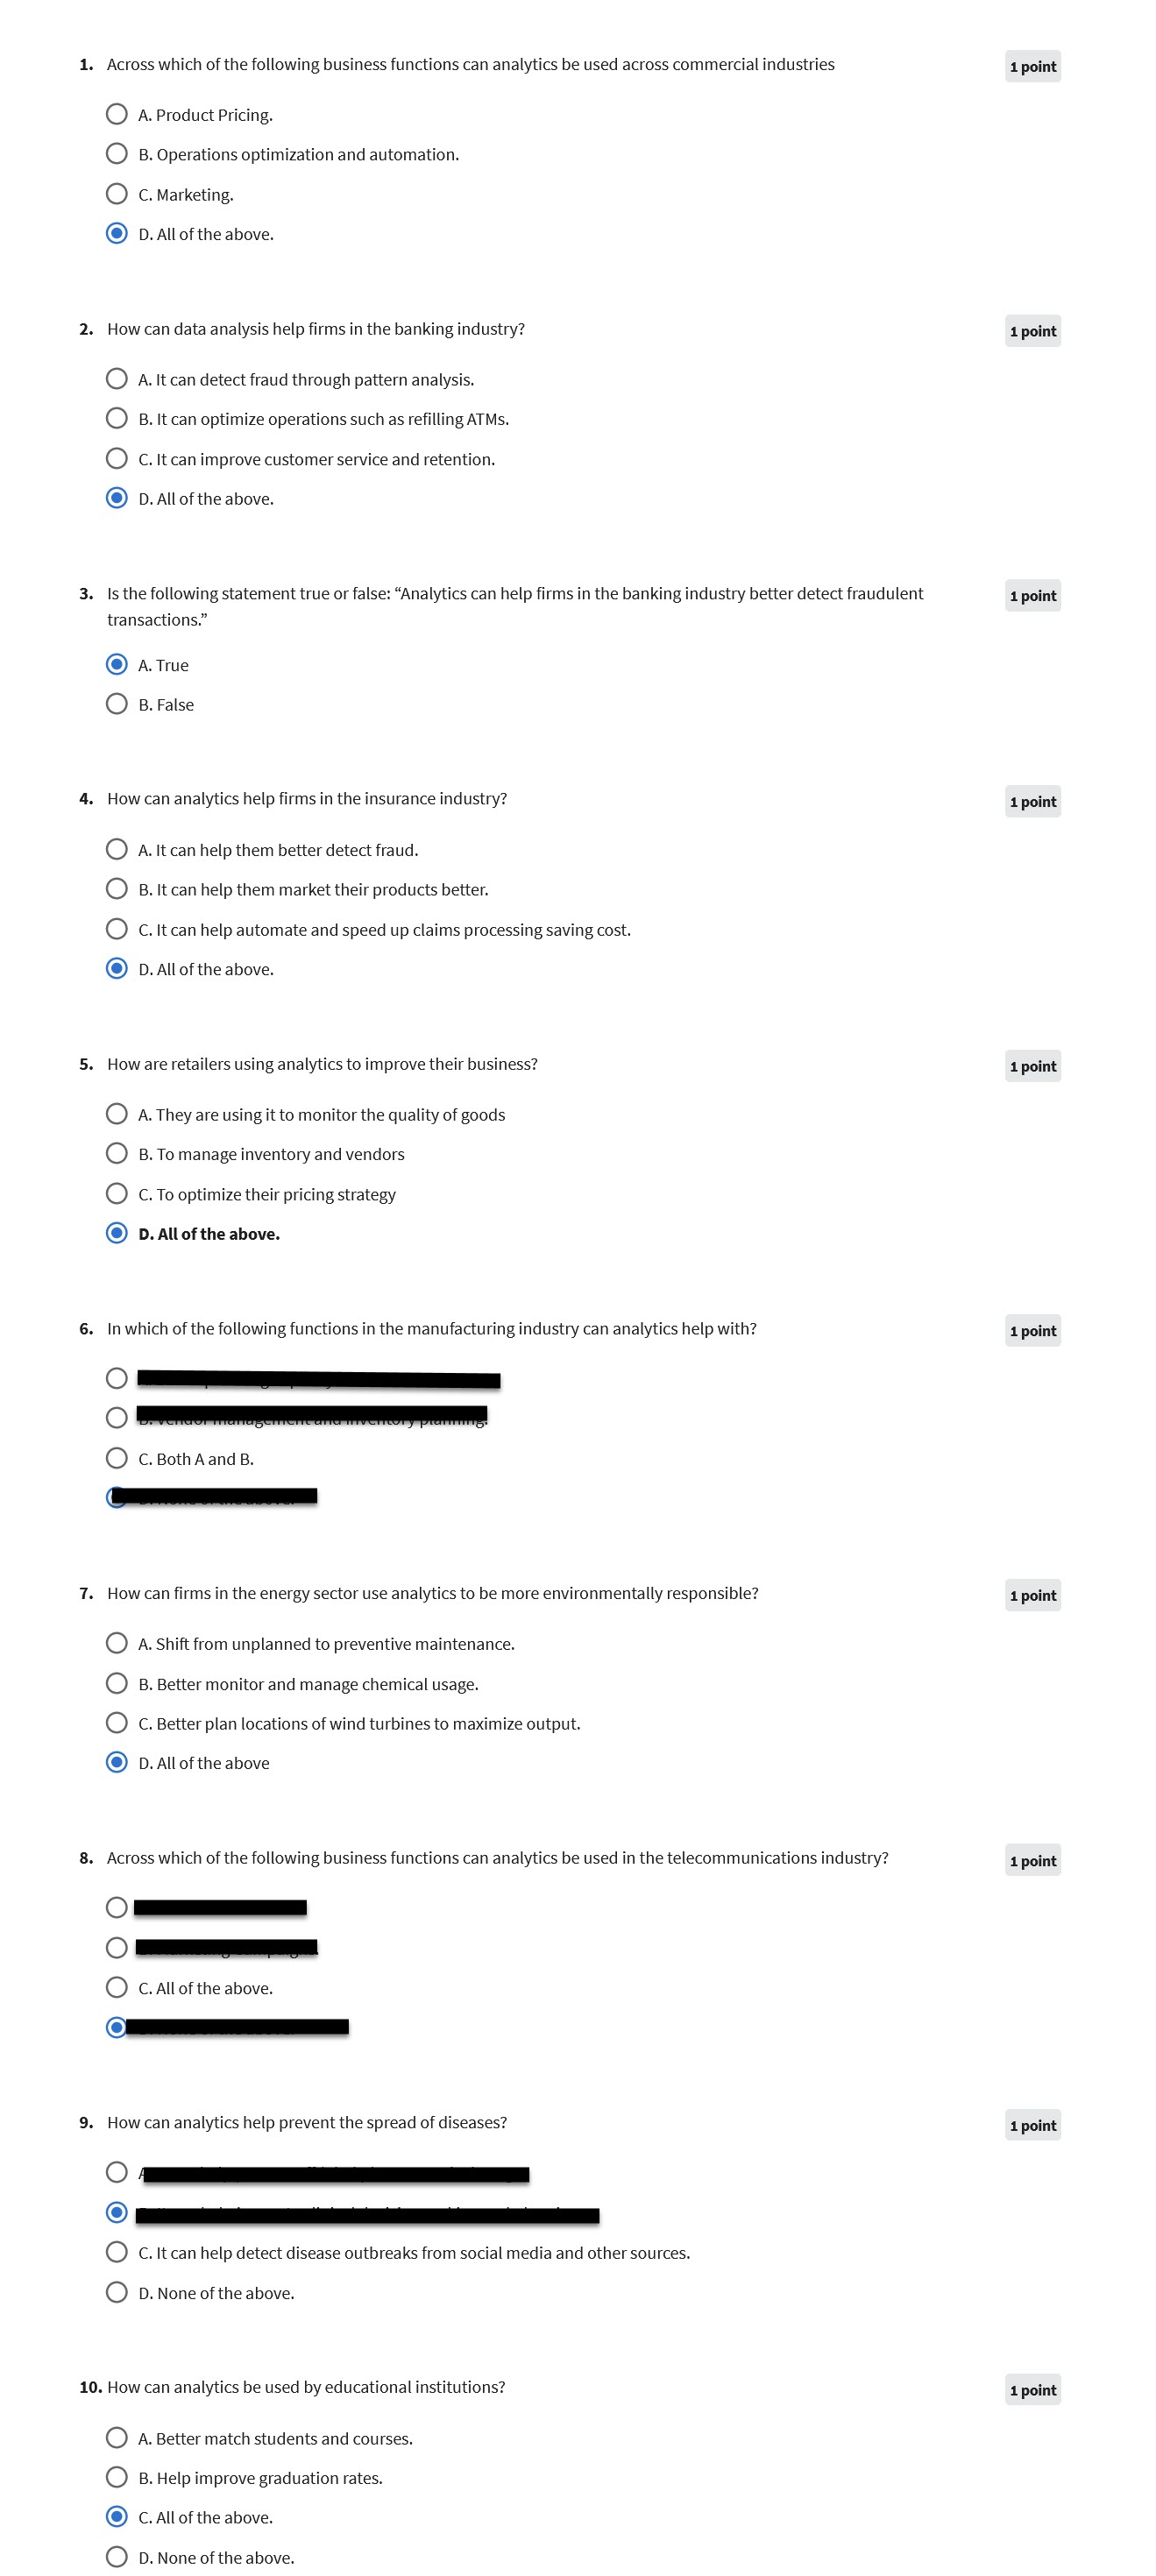 1. Across which of the following business functions can analytics be used across commercial industries
1 point
A. Product Pricing.
B. Operations optimization and automation.
C. Marketing.
D. All of the above.
2. How can data analysis help firms in the banking industry?
1 point
A. It can detect fraud through pattern analysis.
B. It can optimize operations such as refilling ATMs.
C. It can improve customer service and retention.
D. All of the above.
3. Is the following statement true or false: “Analytics can help firms in the banking industry better detect fraudulent
transactions.”
1 point
A. True
B. False
4. How can analytics help firms in the insurance industry?
1 point
A. It can help them better detect fraud.
B. It can help them market their products better.
C. It can help automate and speed up claims processing saving cost.
D. All of the above.
5. How are retailers using analytics to improve their business?
1 point
A. They are using it to monitor the quality of goods
B. To manage inventory and vendors
C. To optimize their pricing strategy
D. All of the above.
6. In which of the following functions in the manufacturing industry can analytics help with?
1 point
C. Both A and B.
7. How can firms in the energy sector use analytics to be more environmentally responsible?
1 point
A. Shift from unplanned to preventive maintenance.
B. Better monitor and manage chemical usage.
C. Better plan locations of wind turbines to maximize output.
D. All of the above
8. Across which of the following business functions can analytics be used in the telecommunications industry?
1 point
C. All of the above.
9. How can analytics help prevent the spread of diseases?
1 point
C. It can help detect disease outbreaks from social media and other sources.
D. None of the above.
10. How can analytics be used by educational institutions?
1 point
A. Better match students and courses.
B. Help improve graduation rates.
C. All of the above.
D. None of the above.